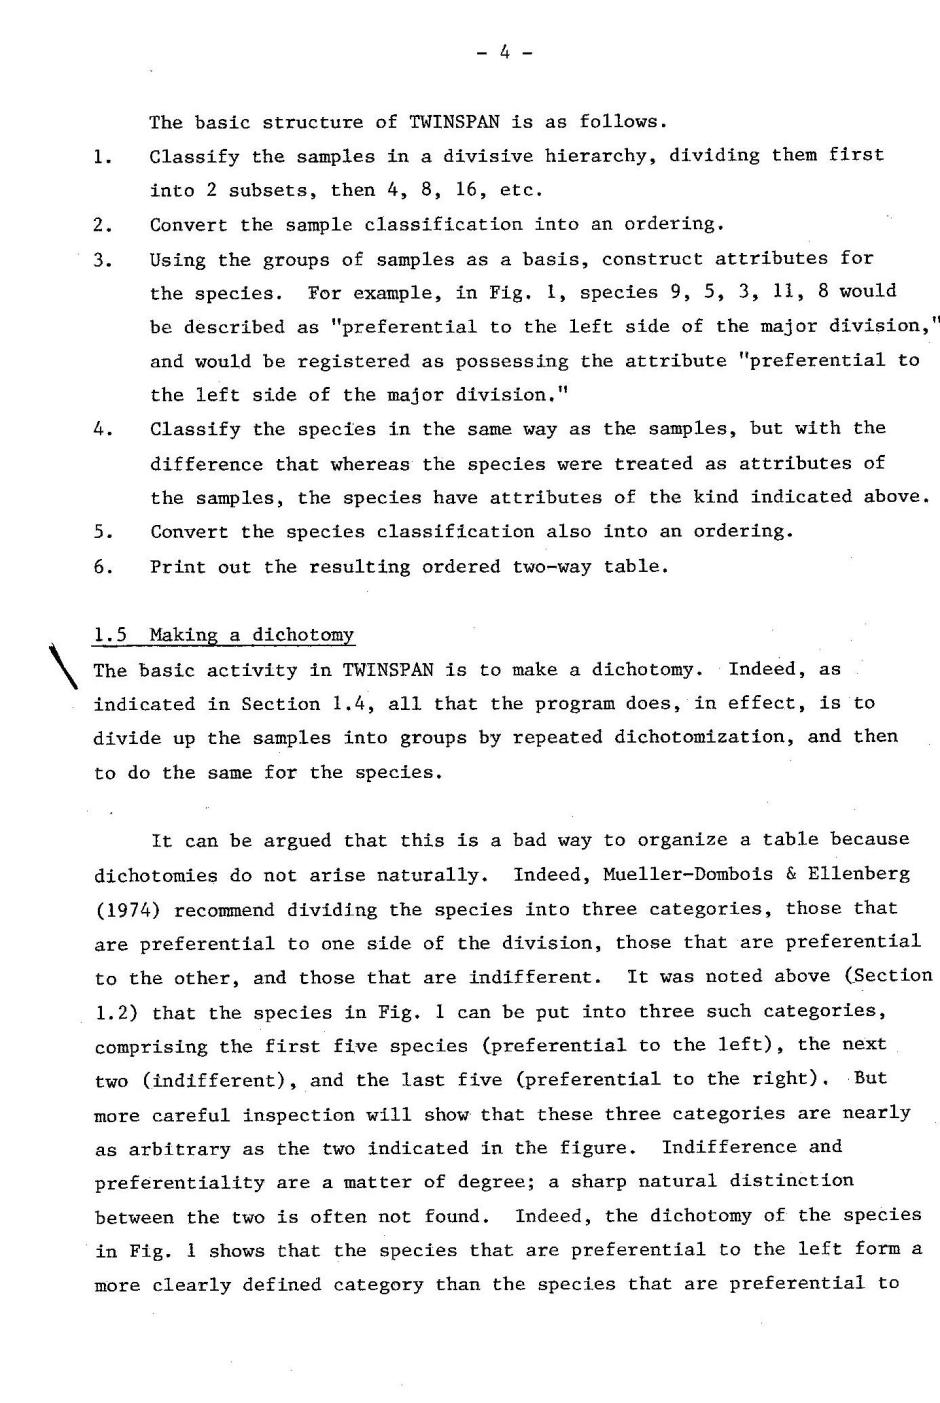 - 4 -
The basic structure of TWINSPAN is as follows.
1. Classify the samples in a divisive hierarchy, dividing them first
into 2 subsets, then 4, 8, 16, etc.
2. Convert the sample classification into an ordering.
3. Using the groups of samples as a basis, construct attributes for
the species. For example, in Fig. 1, species 9, 5, 3, 11, 8 would
be described as "preferential to the left side of the major division,"
and would be registered as possessing the attribute "preferential to
the left side of the major division."
4. Classify the species in the same way as the samples, but with the
difference that whereas the species were treated as attributes of
the samples, the species have attributes of the kind indicated above.
5. Convert the species classification also into an ordering.
6. Print out the resulting ordered two-way table.
1.5 Making a dichotomy
The basic activity in TWINSPAN is to make a dichotomy. Indeed, as
indicated in Section 1.4, all that the program does, in effect, is to
divide up the samples into groups by repeated dichotomization, and then
to do the same for the species.
It can be argued that this is a bad way to organize a table because
dichotomies do not arise naturally. Indeed, Mueller-Dombois & Ellenberg
(1974) recommend dividing the species into three categories, those that
are preferential to one side of the division, those that are preferential
to the other, and those that are indifferent. It was noted above (Section
1.2) that the species in Fig. 1 can be put into three such categories,
comprising the first five species (preferential to the left), the next
two (indifferent), and the last five (preferential to the right). But
more careful inspection will show that these three categories are nearly
as arbitrary as the two indicated in the figure. Indifference and
preferentiality are a matter of degree; a sharp natural distinction
between the two is often not found. Indeed, the dichotomy of the species
in Fig. 1 shows that the species that are preferential to the left form a
more clearly defined category than the species that are preferential to